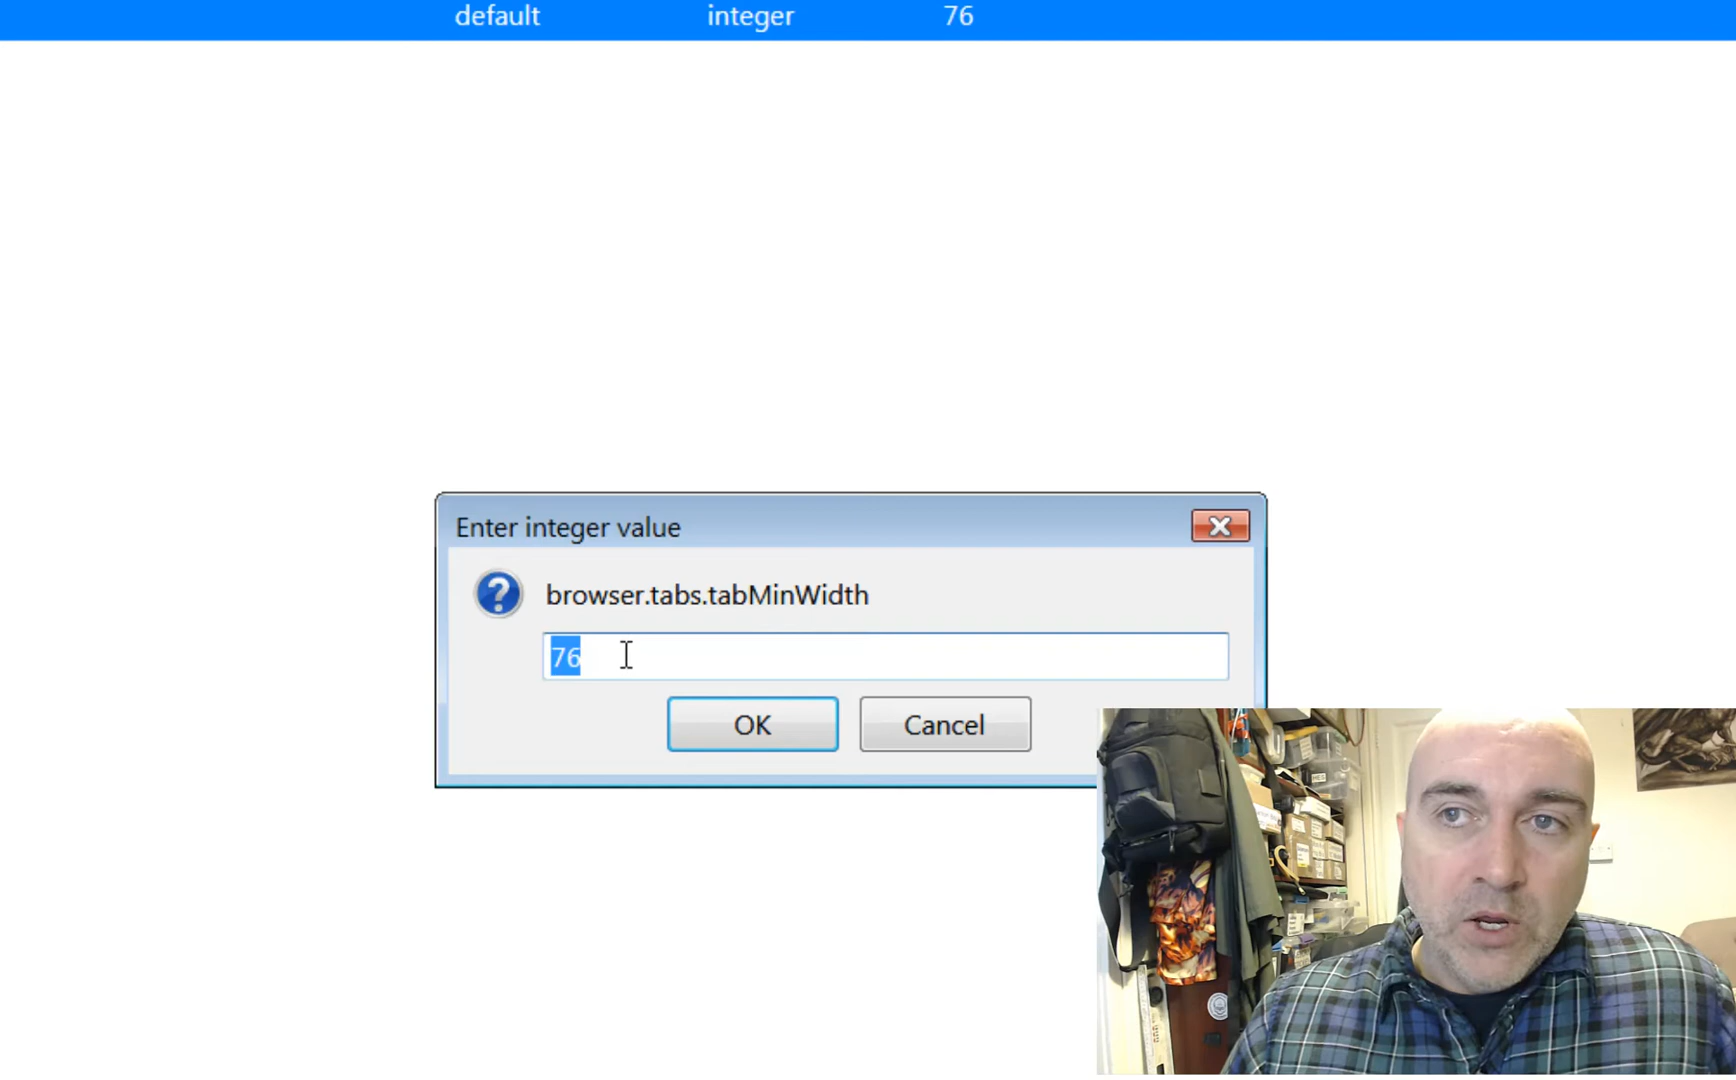 default integer 76
Enter integer value
browser.tabs.tabMinWidth
76
OK Cancel